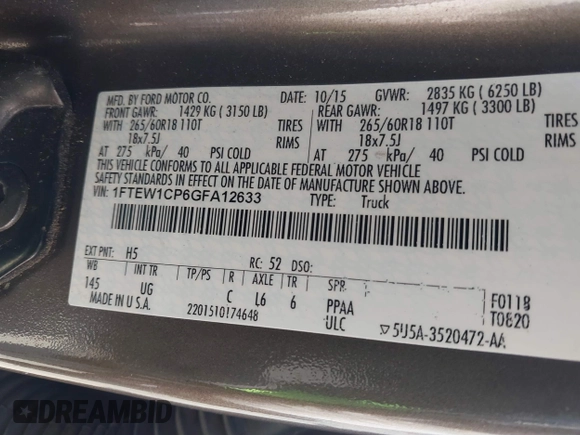 MFD. BY FORD MOTOR CO. DATE: 10/15 GVWR: 2835 KG ( 6250 LB)
FRONT GAWR: 1429 KG ( 3150 LB) REAR GAWR: 1497 KG ( 3300 LB)
WITH 265/60R18 110T TIRES WITH 265/60R18 110T TIRES
18x7.5J RIMS 18x7.5J RIMS
AT 275 kPa/ 40 PSI COLD AT 275 kPa/ 40 PSI COLD
THIS VEHICLE CONFORMS TO ALL APPLICABLE FEDERAL MOTOR VEHICLE
SAFETY AND THEFT PREVENTION STANDARDS IN EFFECT ON THE DATE OF
VIN: 1FTEW1CP6GFA12633 TYPE: Truck
EXT PNT: H5 RC: 52 DSO:
WB INT TR TP/PS R AXLE TR SPR
145 UG C L6 6 PPAA F0118
MADE IN U.S.A. 2201510174648 ULC T0820
5U5A-3520472-AA
DREAMBID